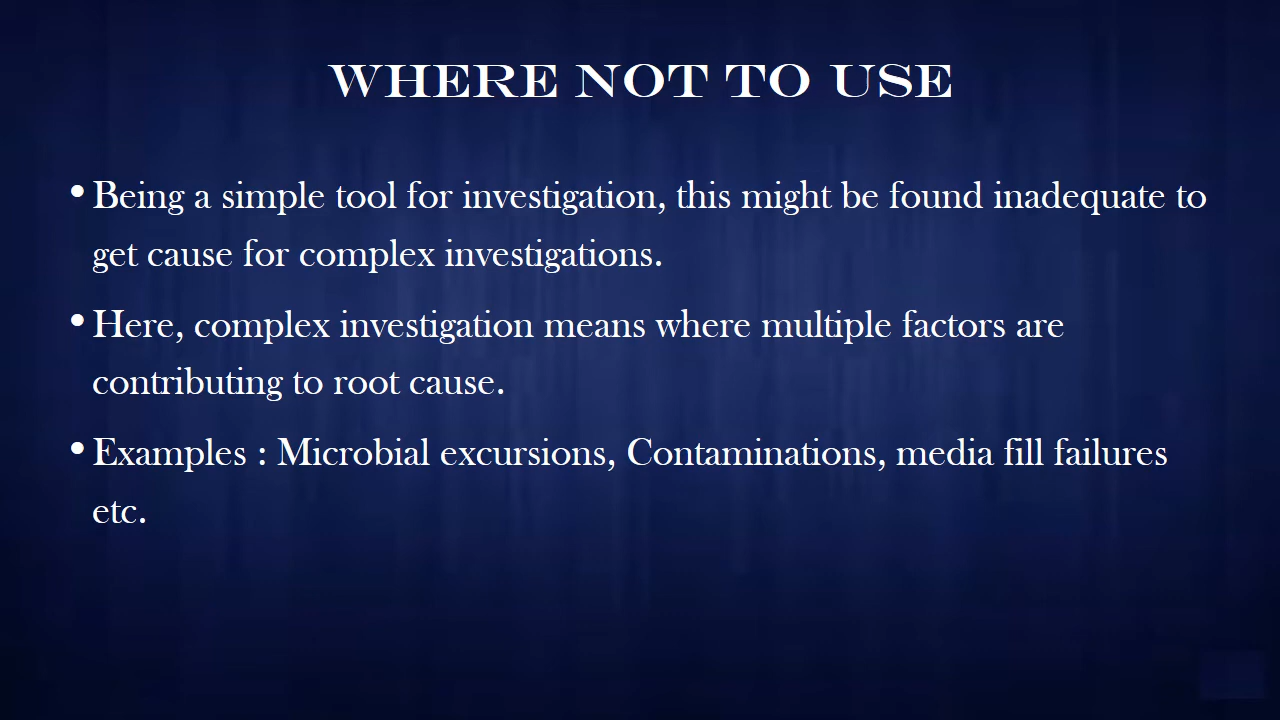 WHERE NOT TO USE
• Being a simple tool for investigation, this might be found inadequate to
get cause for complex investigations.
• Here, complex investigation means where multiple factors are
contributing to root cause.
• Examples : Microbial excursions, Contaminations, media fill failures
etc.